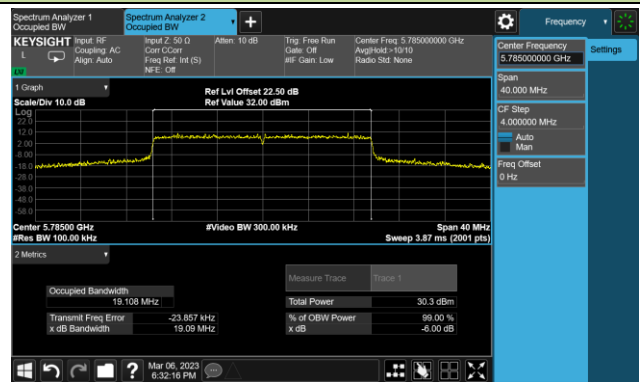 Spectrum Analyzer 1
Occupied BW
Spectrum Analyzer 2
Occupied BW
+
Frequency
KEYSIGHT
L
Input: RF
Coupling: AC
Align: Auto
Input Z: 50 Ω
Corr CCorr
Freq Ref: Int (S)
NFE: Off
Atten: 10 dB
Trig: Free Run
Gate: Off
#IF Gain: Low
Center Freq: 5.785000000 GHz
Avg|Hold:>10/10
Radio Std: None
Center Frequency
5.785000000 GHz
Settings
Span
40.000 MHz
CF Step
4.000000 MHz
Auto
Man
Freq Offset
0 Hz
1 Graph
Scale/Div 10.0 dB
Ref Lvl Offset 22.50 dB
Ref Value 32.00 dBm
Log
22.0
12.0
2.00
-8.00
-18.0
-28.0
-38.0
-48.0
-58.0
Center 5.78500 GHz
#Res BW 100.00 kHz
#Video BW 300.00 kHz
Span 40 MHz
Sweep 3.87 ms (2001 pts)
2 Metrics
Measure Trace
Trace 1
Occupied Bandwidth
19.108 MHz
Total Power
30.3 dBm
Transmit Freq Error
-23.857 kHz
% of OBW Power
99.00 %
x dB Bandwidth
19.09 MHz
x dB
-6.00 dB
?
Mar 06, 2023
6:32:16 PM